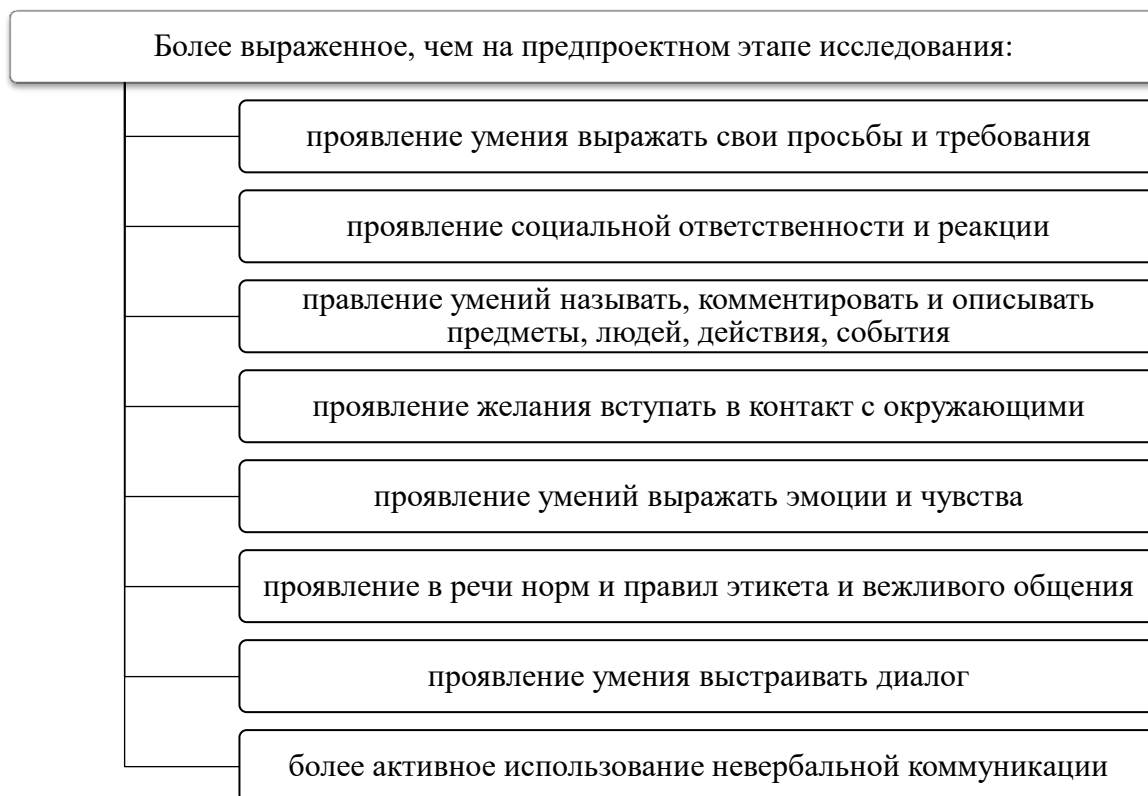 Более выраженное, чем на предпроектном этапе исследования:
проявление умения выражать свои просьбы и требования
проявление социальной ответственности и реакции
правление умений называть, комментировать и описывать
предметы, людей, действия, события
проявление желания вступать в контакт с окружающими
проявление умений выражать эмоции и чувства
проявление в речи норм и правил этикета и вежливого общения
проявление умения выстраивать диалог
более активное использование невербальной коммуникации